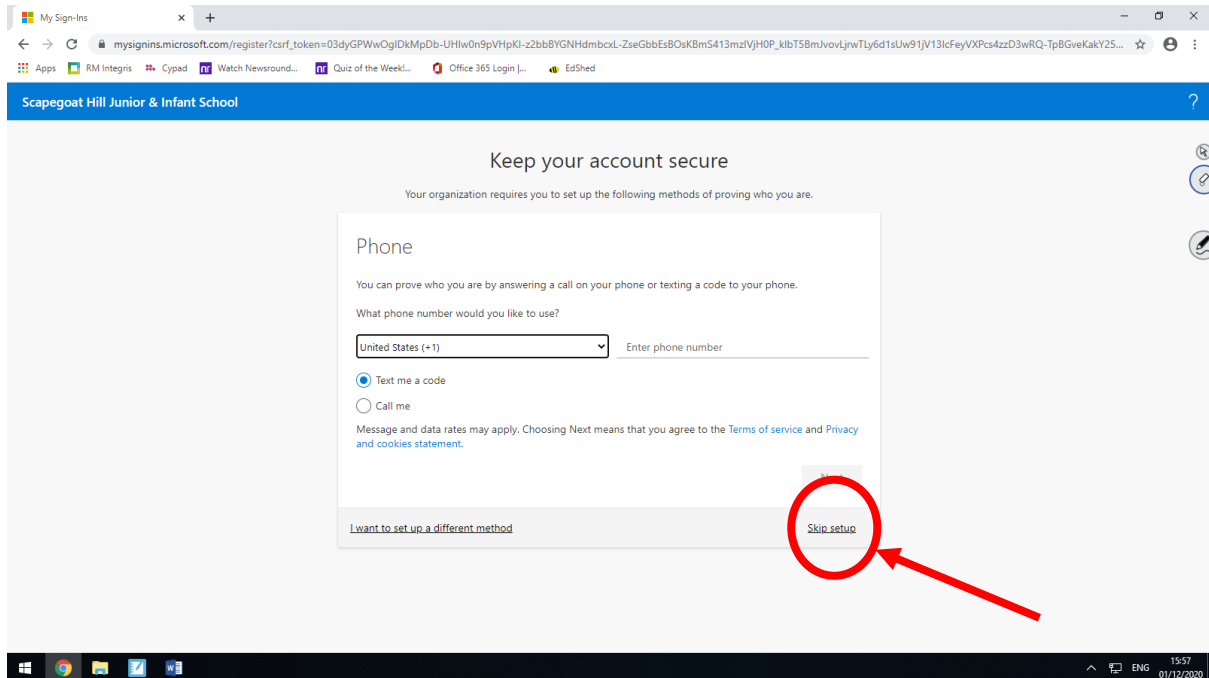 My Sign-Ins
mysignins.microsoft.com/register?csrf_token=03dyGPWwOgIDkMpDb-UHIw0n9pVHpKI-z2bbBYGNHdmbcxL-ZseGbbEsBOsKBmS413mzIVjH0P_kIbT5BmJvovLjrwTLy6d1sUw91jV13IcFeyVXPcs4zzD3wRQ-TpBGveKakY25...
Apps RM Integris Cypad nr Watch Newsround... nr Quiz of the Week!... Office 365 Login |... EdShed
Scapegoat Hill Junior & Infant School ?
Keep your account secure
Your organization requires you to set up the following methods of proving who you are.
Phone
You can prove who you are by answering a call on your phone or texting a code to your phone.
What phone number would you like to use?
United States (+1) Enter phone number
Text me a code
Call me
Message and data rates may apply. Choosing Next means that you agree to the Terms of service and Privacy
and cookies statement.
I want to set up a different method Skip setup
ENG 15:57
01/12/2020